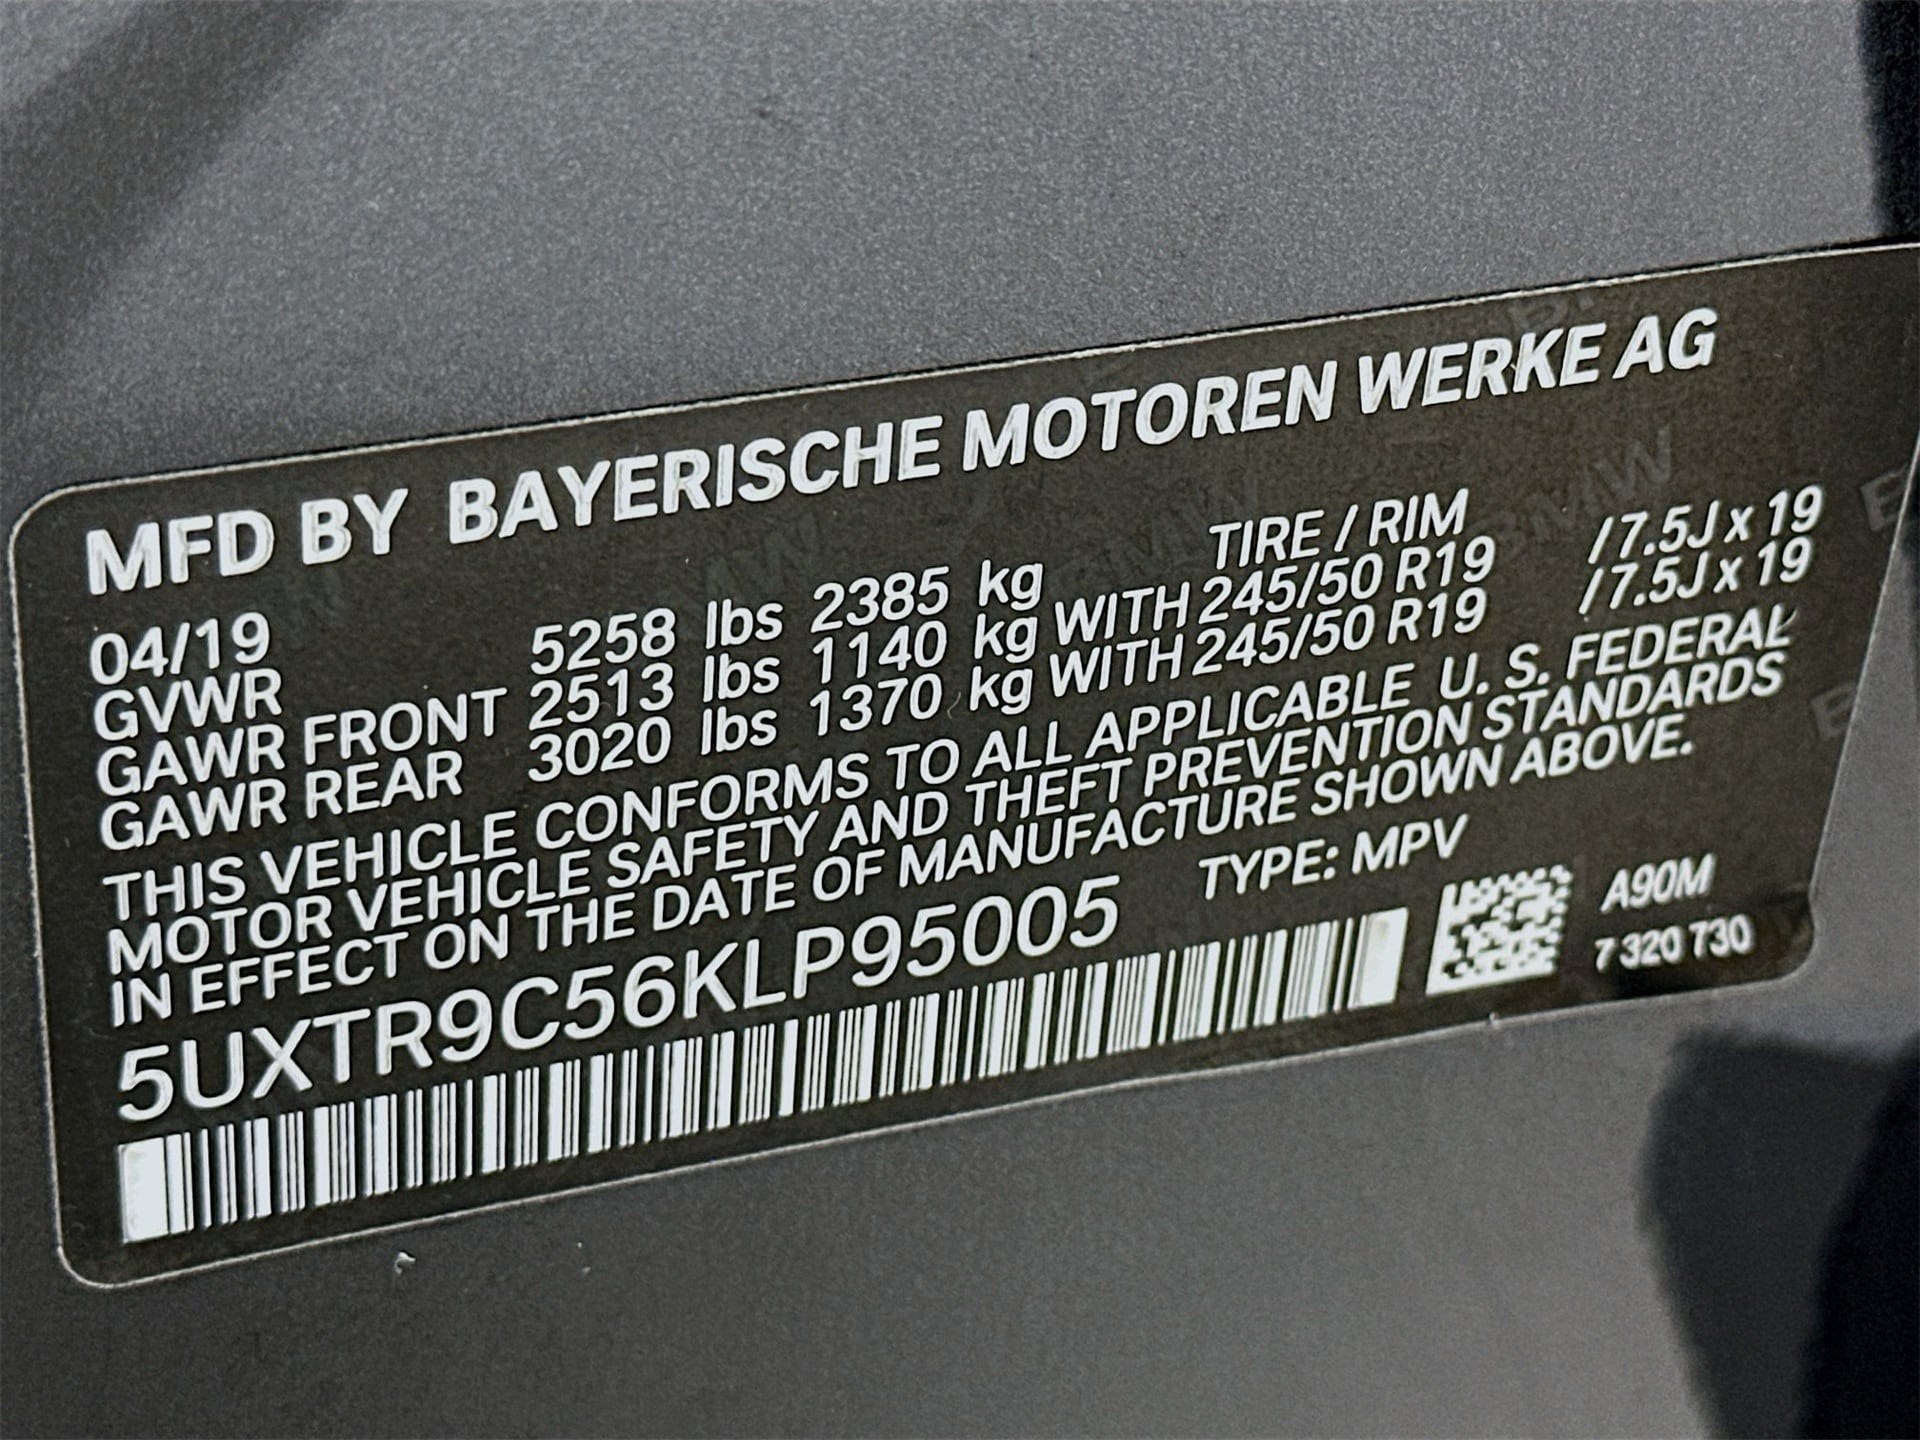 MFD BY BAYERISCHE MOTOREN WERKE AG
04/19 TIRE / RIM
GVWR 5258 lbs 2385 kg
GAWR FRONT 2513 lbs 1140 kg WITH 245/50 R19 /7.5J x 19
GAWR REAR 3020 lbs 1370 kg WITH 245/50 R19 /7.5J x 19
THIS VEHICLE CONFORMS TO ALL APPLICABLE U. S. FEDERAL
MOTOR VEHICLE SAFETY AND THEFT PREVENTION STANDARDS
IN EFFECT ON THE DATE OF MANUFACTURE SHOWN ABOVE.
5UXTR9C56KLP95005 TYPE: MPV
A90M
7 320 730
BMW